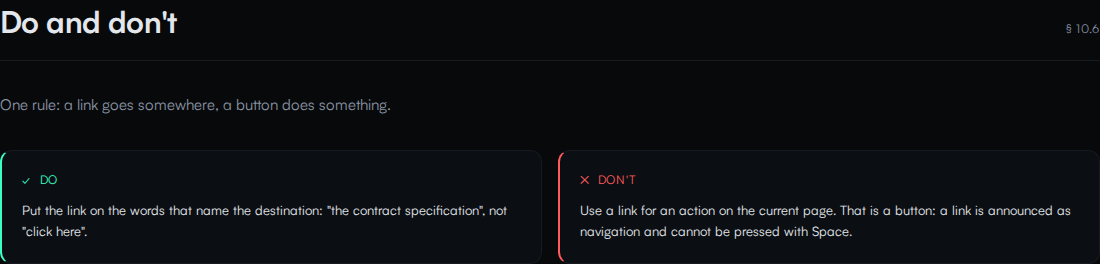 Do and don't
§ 10.6
One rule: a link goes somewhere, a button does something.
✓ DO
Put the link on the words that name the destination: "the contract specification", not
"click here".
✕ DON'T
Use a link for an action on the current page. That is a button: a link is announced as
navigation and cannot be pressed with Space.